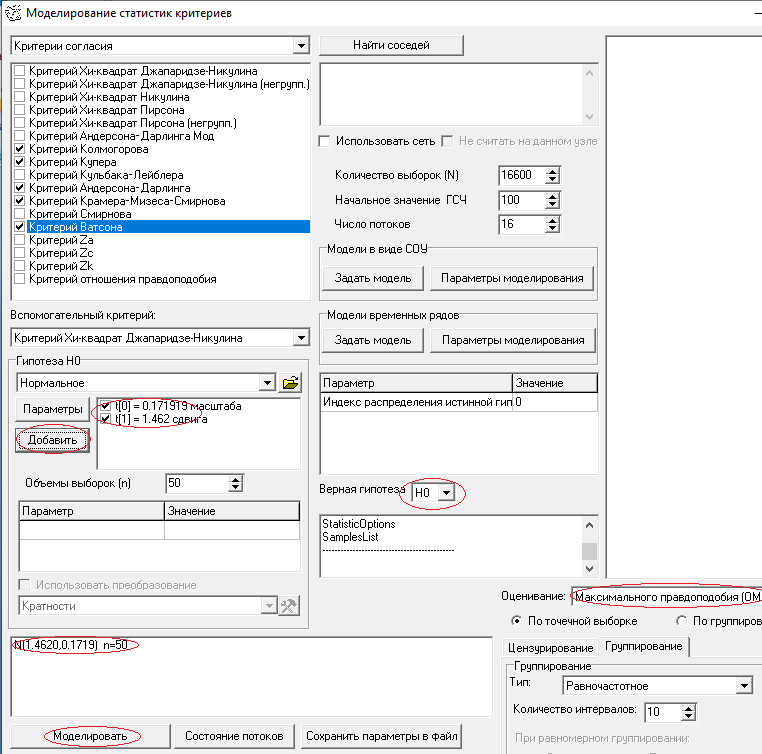 Моделирование статистик критериев
Критерии согласия
Критерий Хи-квадрат Джапаридзе-Никулина
Критерий Хи-квадрат Джапаридзе-Никулина (негрупп.)
Критерий Хи-квадрат Никулина
Критерий Хи-квадрат Пирсона
Критерий Хи-квадрат Пирсона (негрупп.)
Критерий Андерсона-Дарлинга Мод
Критерий Колмогорова
Критерий Купера
Критерий Кульбака-Лейблера
Критерий Андерсона-Дарлинга
Критерий Крамера-Мизеса-Смирнова
Критерий Смирнова
Критерий Ватсона
Критерий Za
Критерий Zc
Критерий Zk
Критерий отношения правдоподобия
Вспомогательный критерий:
Критерий Хи-квадрат Джапаридзе-Никулина
Гипотеза H0
Нормальное
Параметры
t[0] = 0.171919 масштаба
t[1] = 1.462 сдвига
Добавить
Объемы выборок (n)
50
Параметр Значение
Использовать преобразование
Кратности
N(1.4620,0.1719) n=50
Моделировать
Состояние потоков
Сохранить параметры в файл
Найти соседей
Использовать сеть
Не считать на данном узле
Количество выборок (N) 16600
Начальное значение ГСЧ 100
Число потоков 16
Модели в виде СОУ
Задать модель
Параметры моделирования
Модели временных рядов
Задать модель
Параметры моделирования
Параметр Значение
Индекс распределения истинной гип 0
Верная гипотеза H0
StatisticOptions
SamplesList
----------------------------------------
Оценивание: Максимального правдоподобия (ОМ
По точечной выборке
По группиров
Цензурирование Группирование
Группирование
Тип: Равночастотное
Количество интервалов: 10
При равномерном группировании: